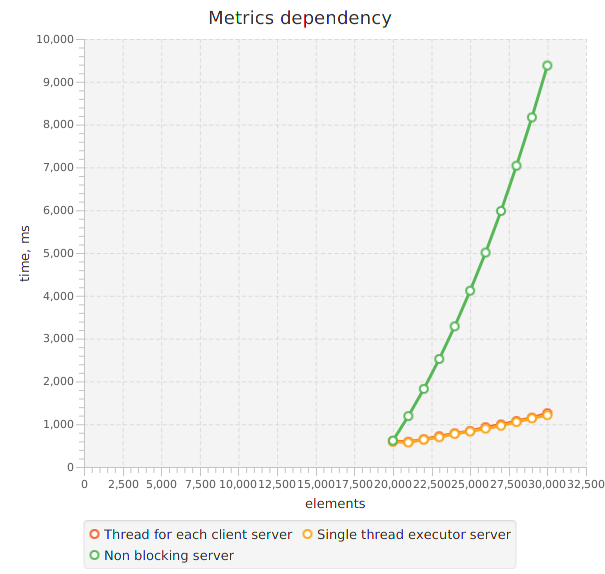 Metrics dependency
10,000
9,000
8,000
7,000
6,000
5,000
4,000
3,000
2,000
1,000
0
time, ms
0 2,500 5,000 7,500 10,000 12,500 15,000 17,500 20,000 22,500 25,000 27,500 30,000 32,500
elements
Thread for each client server Single thread executor server
Non blocking server